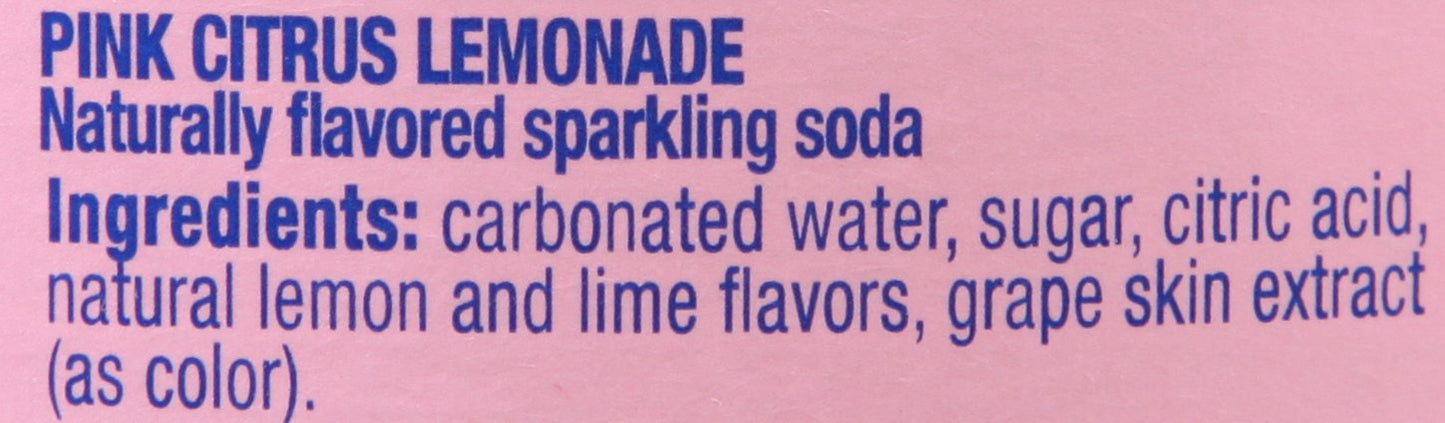 PINK CITRUS LEMONADE
Naturally flavored sparkling soda
Ingredients: carbonated water, sugar, citric acid,
natural lemon and lime flavors, grape skin extract
(as color).